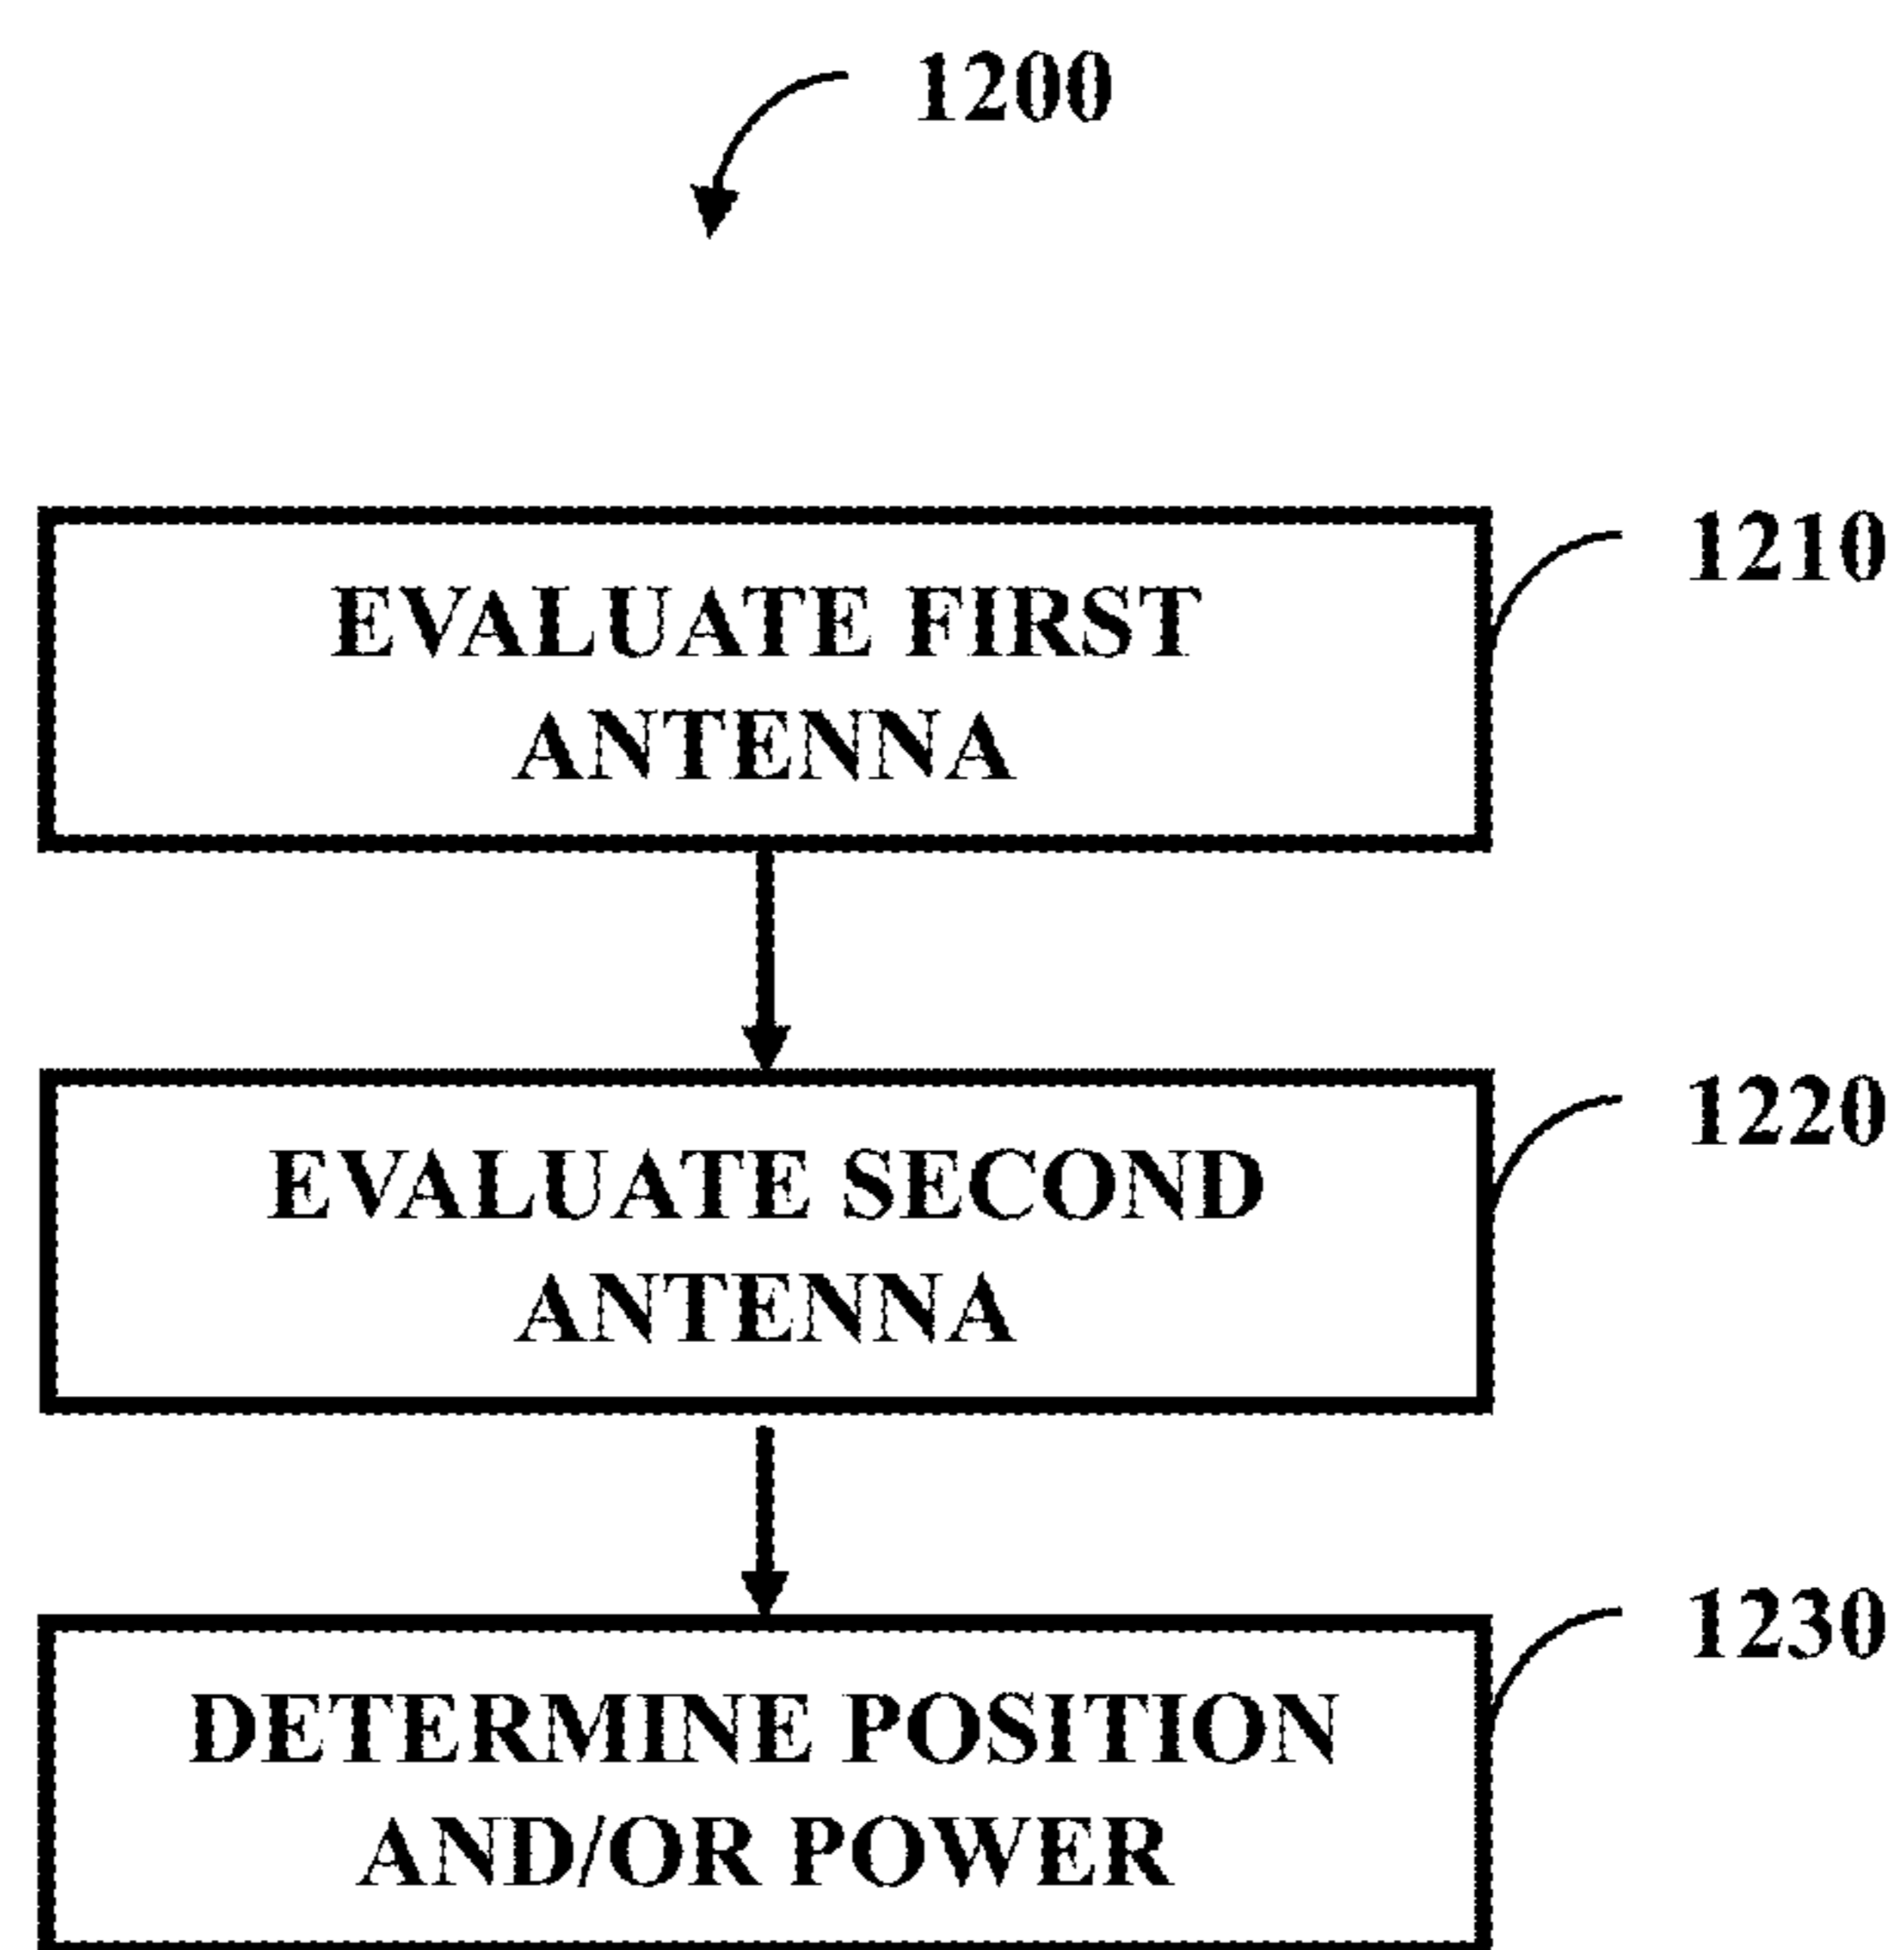 1200
1210
EVALUATE FIRST
ANTENNA
1220
EVALUATE SECOND
ANTENNA
1230
DETERMINE POSITION
AND/OR POWER